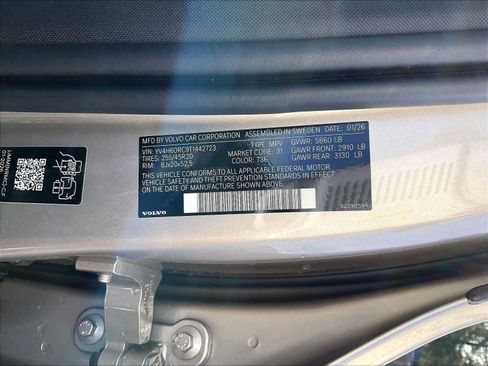 MFD BY VOLVO CAR CORPORATION ASSEMBLED IN SWEDEN DATE: 01/26
VIN: YV4H60RC9T1442723 TYPE: MPV GVWR: 5860 LB
TIRES: 255/45R20 MARKET CODE: 31 GAWR FRONT: 2910 LB
RIM: 8Jx20x52,5 COLOR: 736 GAWR REAR: 3130 LB
THIS VEHICLE CONFORMS TO ALL APPLICABLE FEDERAL MOTOR
VEHICLE SAFETY AND THEFT PREVENTION STANDARDS IN EFFECT
ON THE DATE OF MANUFACTURE SHOWN ABOVE.
VOLVO